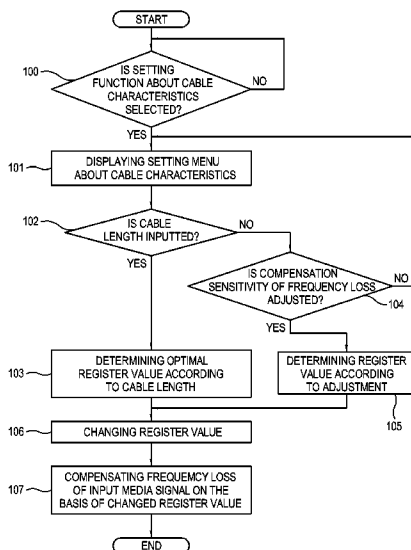 START
100
IS SETTING
FUNCTION ABOUT CABLE
CHARACTERISTICS
SELECTED?
NO
YES
101
DISPLAYING SETTING MENU
ABOUT CABLE CHARACTERISTICS
102
IS CABLE
LENGTH INPUTTED?
NO
YES
IS COMPENSATION
SENSITIVITY OF FREQUENCY LOSS
ADJUSTED?
NO
104
YES
103
DETERMINING OPTIMAL
REGISTER VALUE ACCORDING
TO CABLE LENGTH
DETERMINING REGISTER
VALUE ACCORDING
TO ADJUSTMENT
105
106
CHANGING REGISTER VALUE
107
COMPENSATING FREQUEMCY LOSS
OF INPUT MEDIA SIGNAL ON THE
BASIS OF CHANGED REGISTER VALUE
END